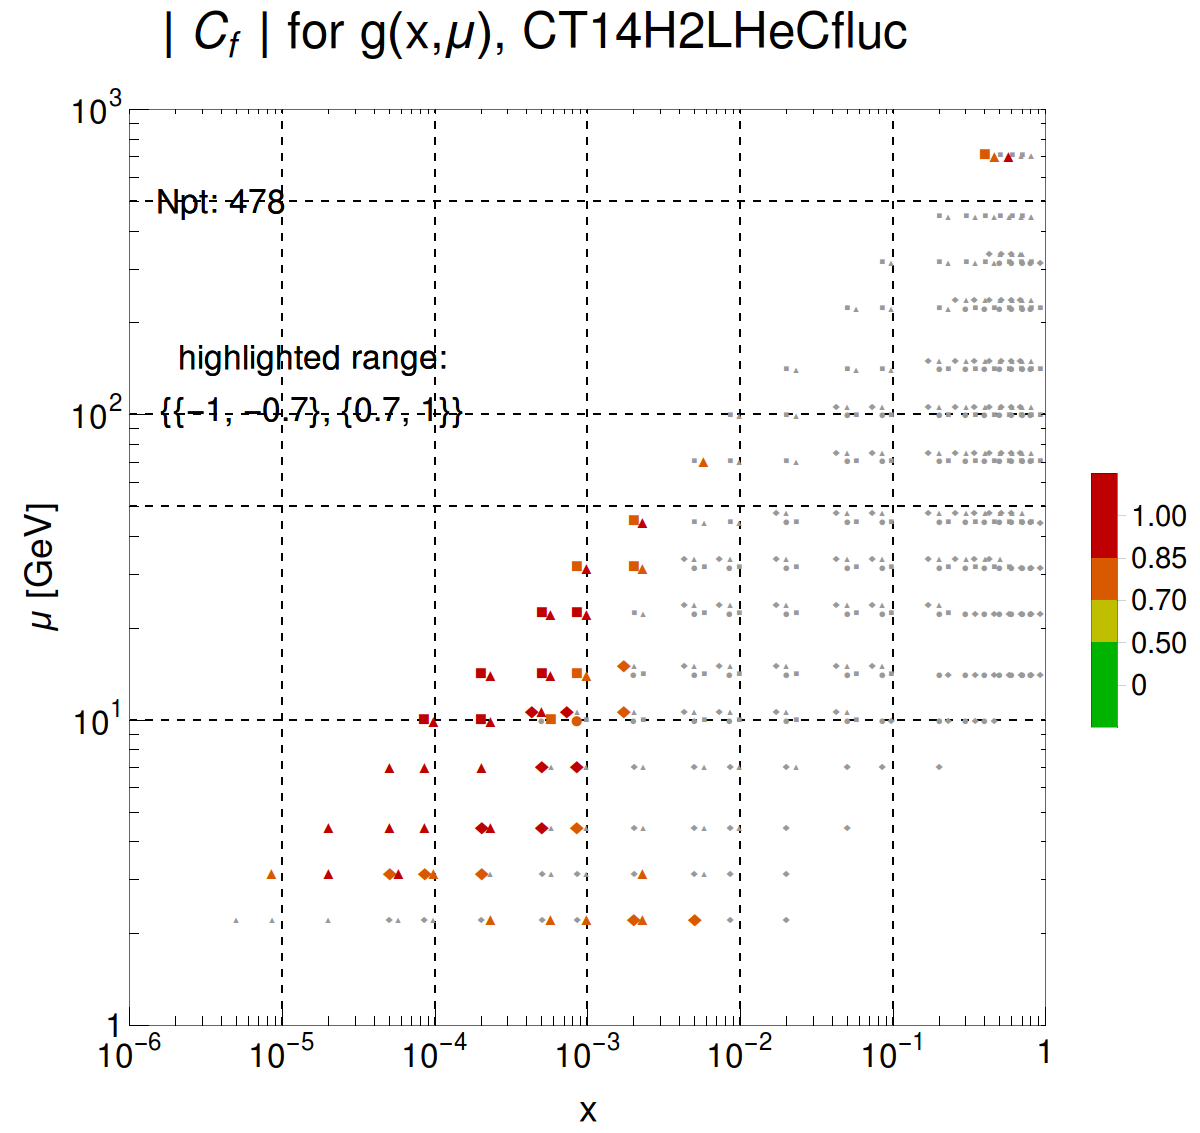 | C_f | for g(x,μ), CT14H2LHeCfluc
10^3
Npt: 478
highlighted range:
10^2
{{−1, −0.7}, {0.7, 1}}
μ [GeV]
1.00
0.85
0.70
0.50
0
10^1
1
10^−6 10^−5 10^−4 10^−3 10^−2 10^−1 1
x